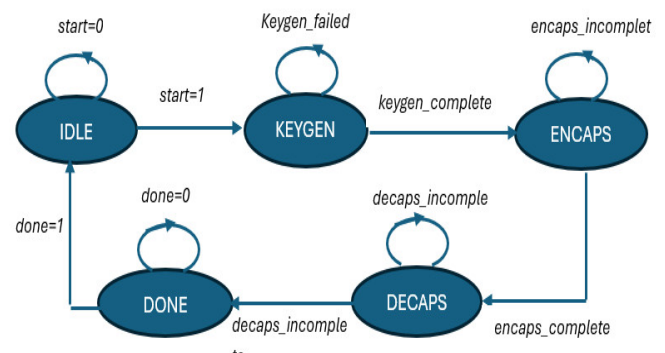 start=0
Keygen_failed
encaps_incomplet
start=1
keygen_complete
IDLE
KEYGEN
ENCAPS
done=0
decaps_incomple
done=1
DONE
DECAPS
decaps_incomple
encaps_complete